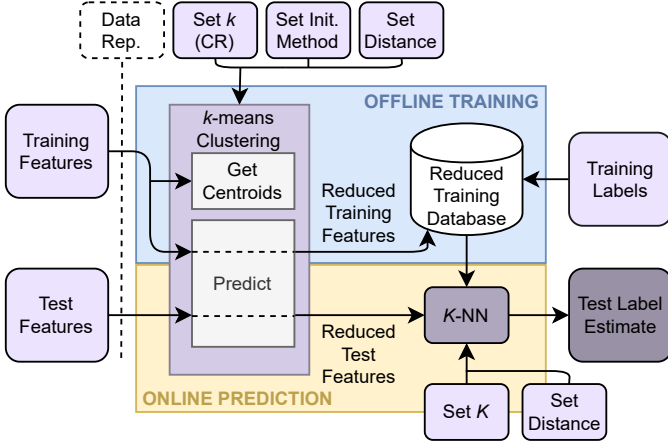 Data
Rep.
Set k
(CR)
Set Init.
Method
Set
Distance
OFFLINE TRAINING
k-means
Clustering
Training
Features
Get
Centroids
Reduced
Training
Features
Reduced
Training
Database
Training
Labels
Predict
Test
Features
K-NN
Test Label
Estimate
Reduced
Test
Features
ONLINE PREDICTION
Set K
Set
Distance